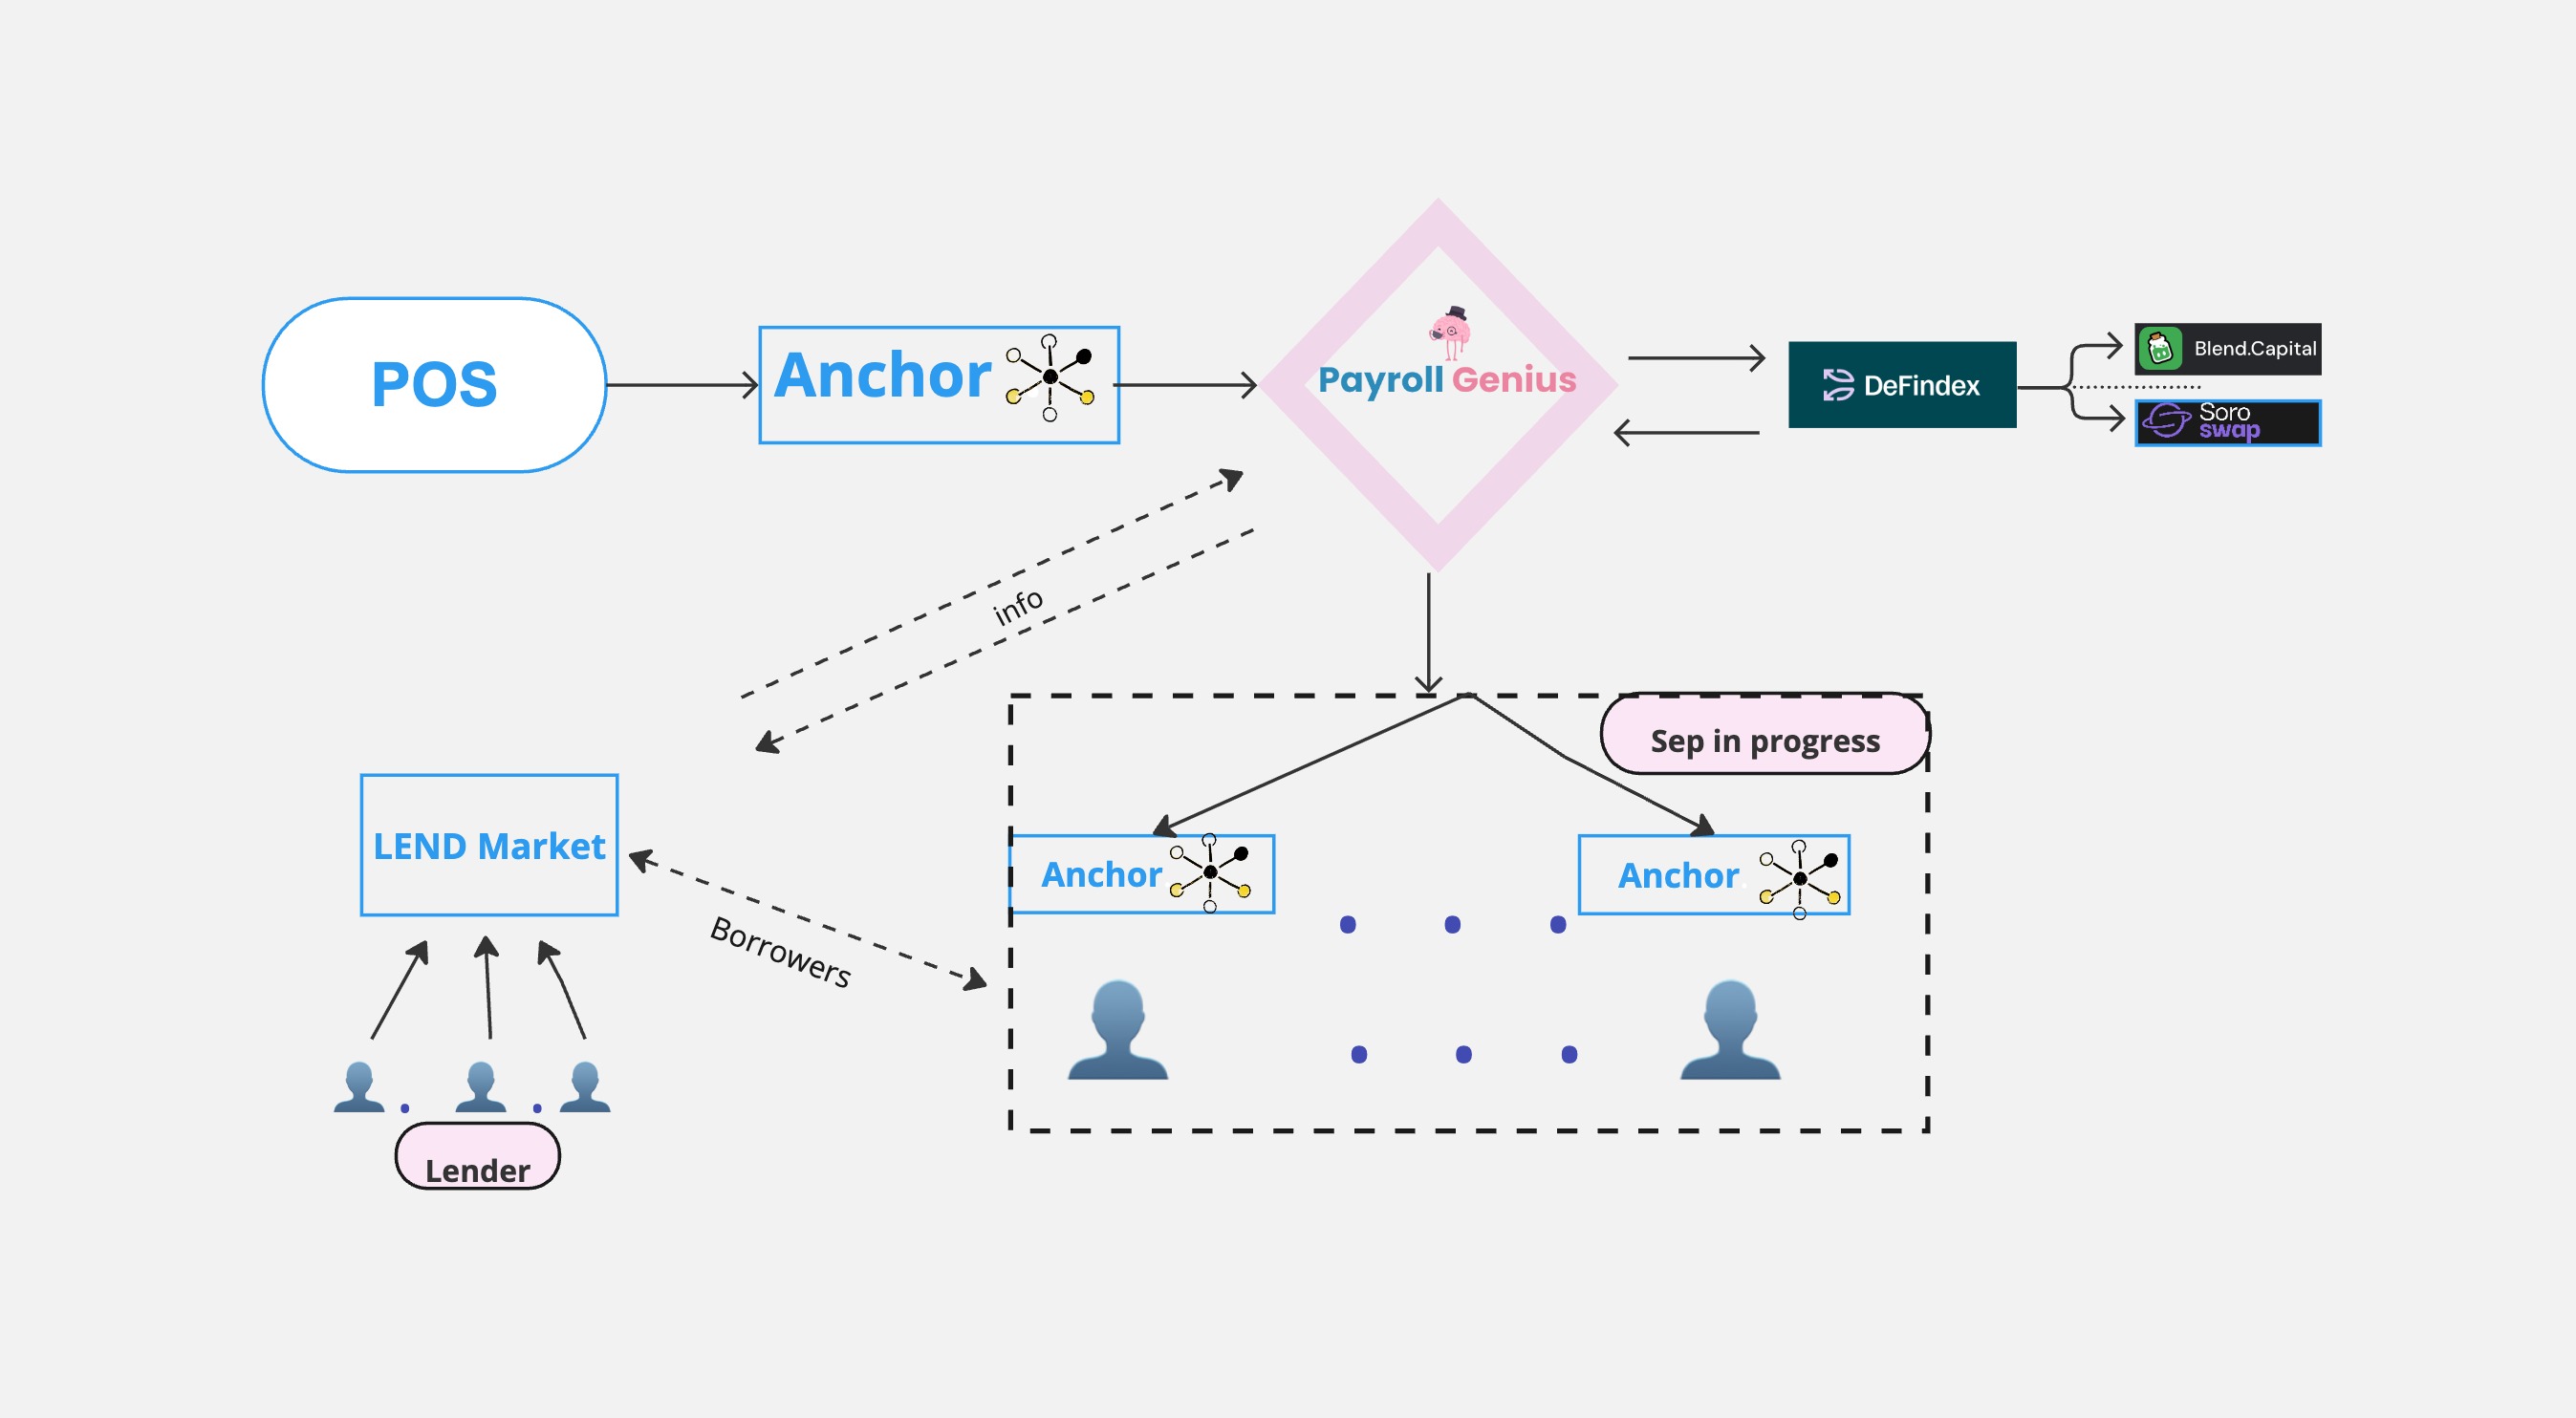 POS
Anchor
Payroll Genius
DeFindex
Blend.Capital
Soro
swap
info
Sep in progress
LEND Market
Borrowers
Anchor
Anchor
Lender